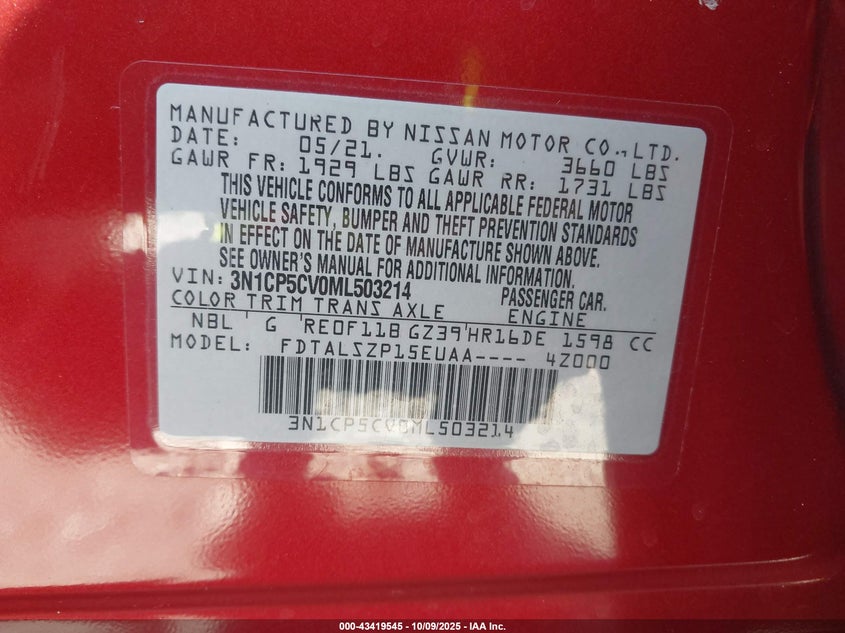 MANUFACTURED BY NISSAN MOTOR CO., LTD.
DATE: 05/21. GVWR: 3660 LBS
GAWR FR: 1929 LBS GAWR RR: 1731 LBS
THIS VEHICLE CONFORMS TO ALL APPLICABLE FEDERAL MOTOR
VEHICLE SAFETY, BUMPER AND THEFT PREVENTION STANDARDS
IN EFFECT ON THE DATE OF MANUFACTURE SHOWN ABOVE.
SEE OWNER'S MANUAL FOR ADDITIONAL INFORMATION.
VIN: 3N1CP5CV0ML503214 PASSENGER CAR.
COLOR TRIM TRANS AXLE ENGINE
NBL ' G 'RE0F11B GZ39'HR16DE 1598 CC
MODEL: FDTALSZP15EUAA---- 4Z000
3N1CP5CV0ML503214
000-43419545 - 10/09/2025 - IAA Inc.